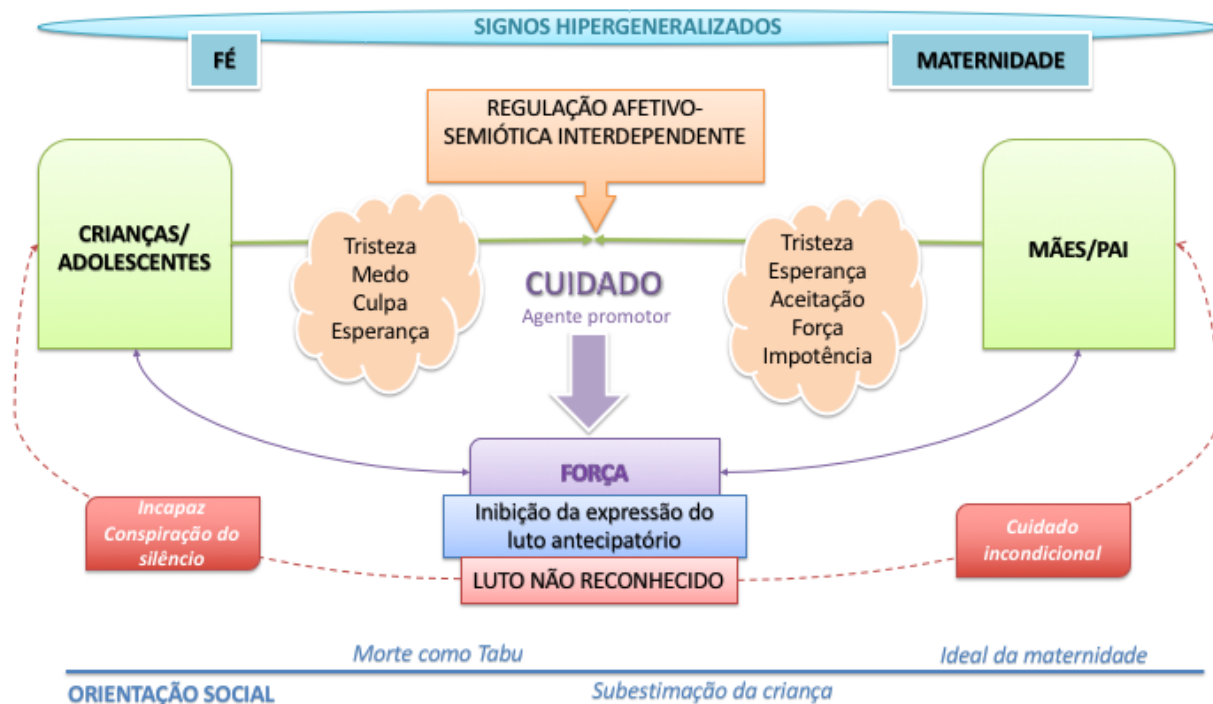 SIGNOS HIPERGENERALIZADOS
FÉ
MATERNIDADE
REGULAÇÃO AFETIVO-
SEMIÓTICA INTERDEPENDENTE
CRIANÇAS/
ADOLESCENTES
Tristeza
Medo
Culpa
Esperança
CUIDADO
Agente promotor
Tristeza
Esperança
Aceitação
Força
Impotência
MÃES/PAI
FORÇA
Inibição da expressão do
luto antecipatório
LUTO NÃO RECONHECIDO
Incapaz
Conspiração do
silêncio
Cuidado
incondicional
Morte como Tabu
Ideal da maternidade
ORIENTAÇÃO SOCIAL
Subestimação da criança